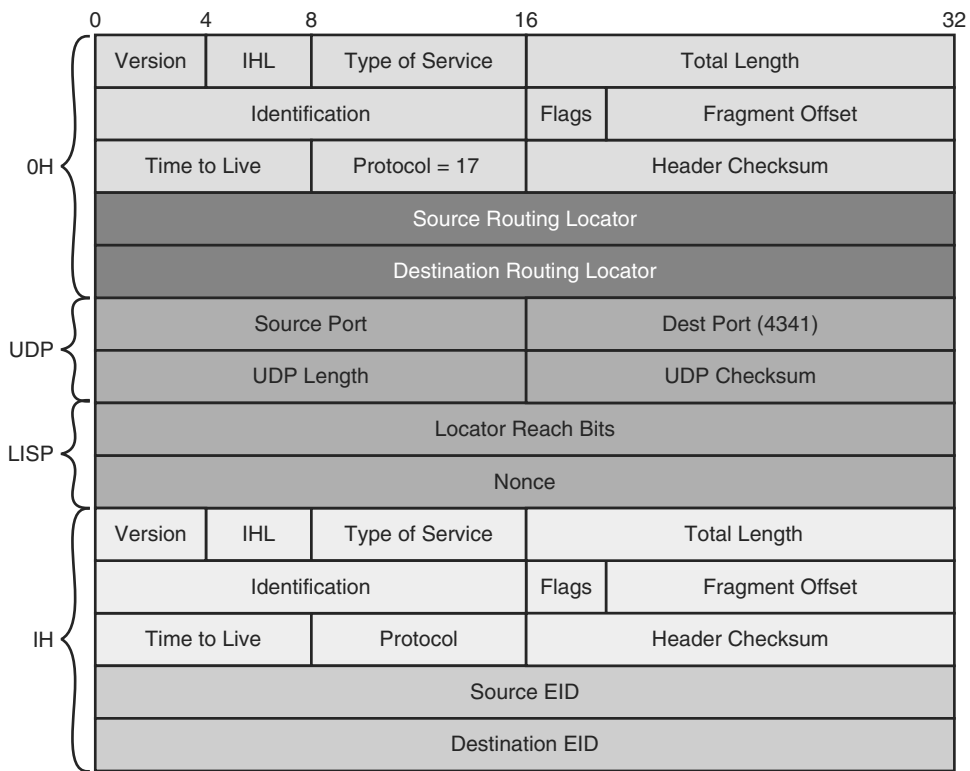 0 4 8 16 32
Version IHL Type of Service Total Length
Identification Flags Fragment Offset
0H Time to Live Protocol = 17 Header Checksum
Source Routing Locator
Destination Routing Locator
Source Port Dest Port (4341)
UDP
UDP Length UDP Checksum
Locator Reach Bits
LISP
Nonce
Version IHL Type of Service Total Length
Identification Flags Fragment Offset
IH Time to Live Protocol Header Checksum
Source EID
Destination EID